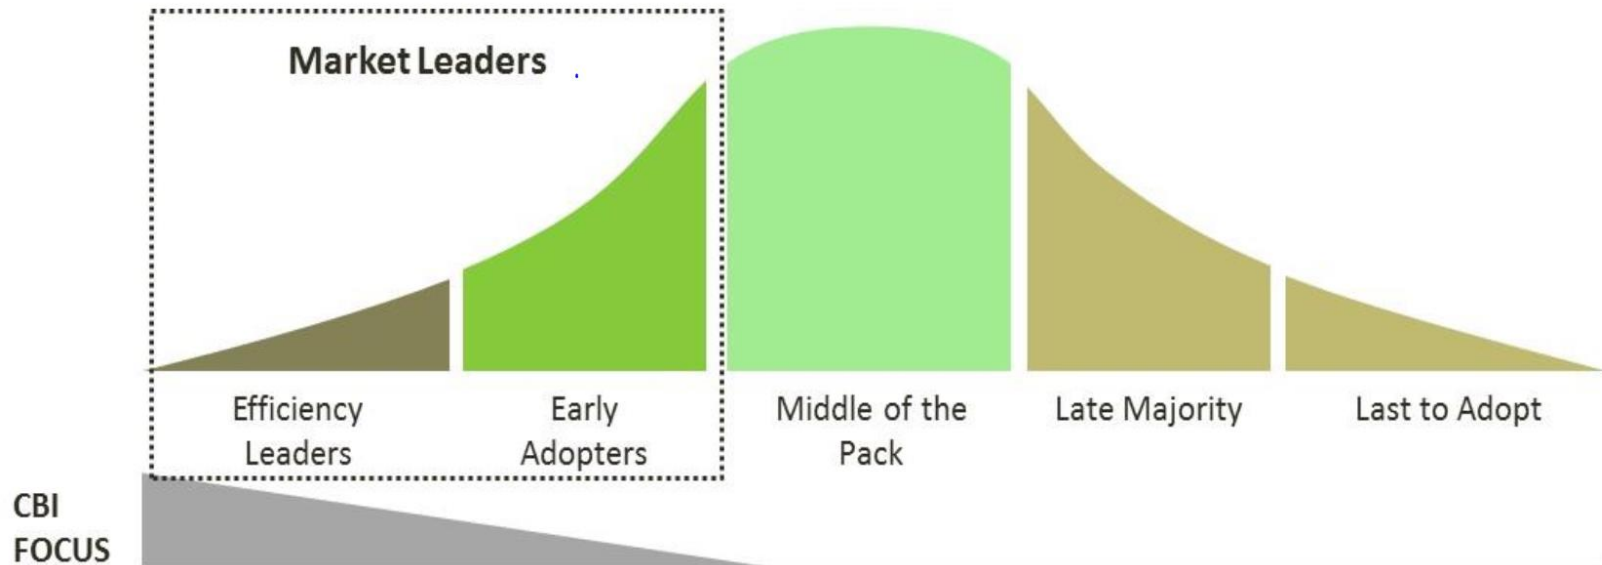 Market Leaders
Efficiency
Leaders
Early
Adopters
Middle of the
Pack
Late Majority
Last to Adopt
CBI
FOCUS